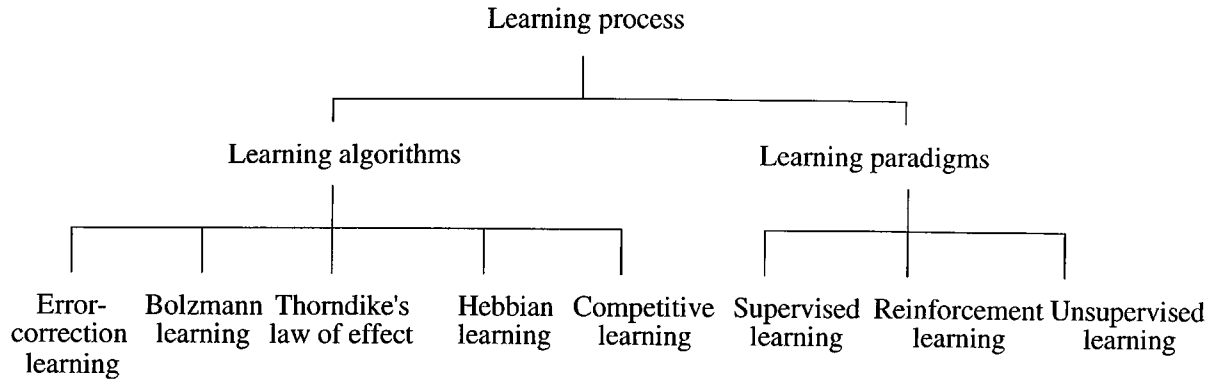 Learning process
Learning algorithms
Learning paradigms
Error-
correction
learning
Bolzmann
learning
Thorndike's
law of effect
Hebbian
learning
Competitive
learning
Supervised
learning
Reinforcement
learning
Unsupervised
learning